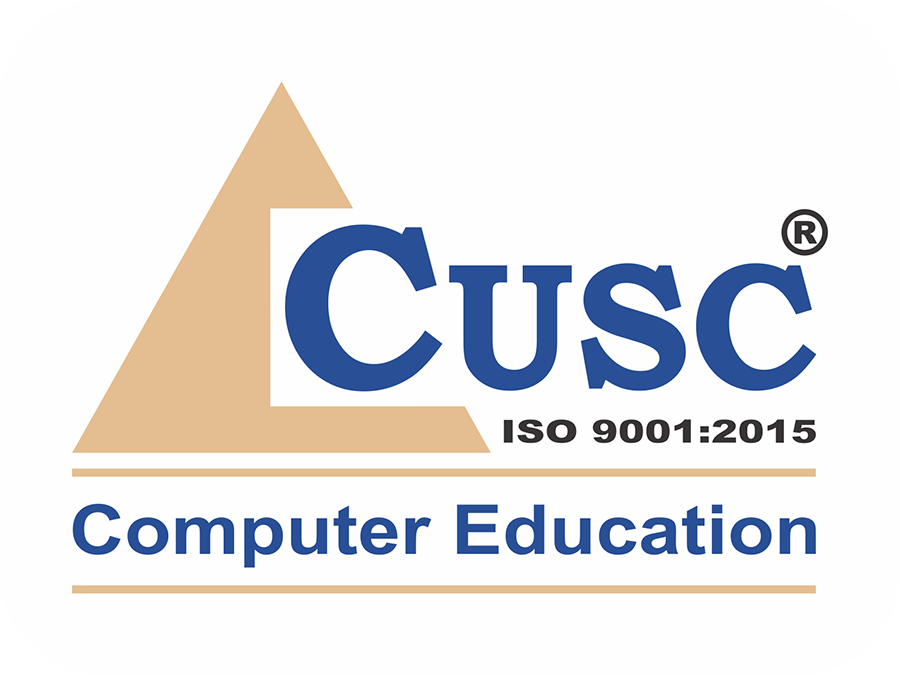 CUSC®
ISO 9001:2015
Computer Education